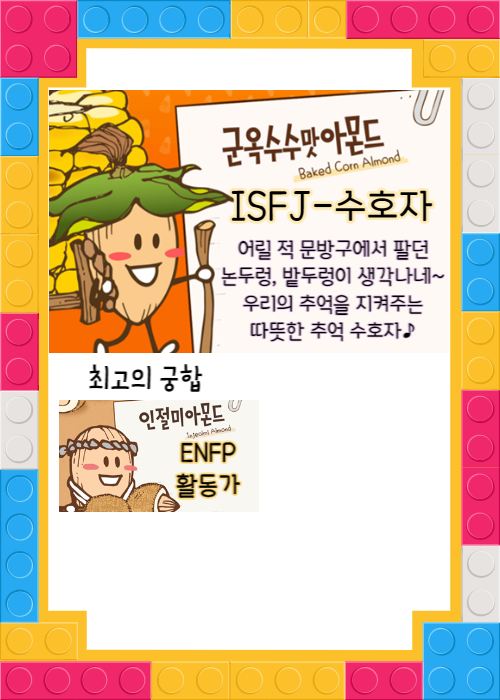 군옥수수맛아몬드
Baked Corn Almond
ISFJ-수호자
어릴 적 문방구에서 팔던
논두렁, 밭두렁이 생각나네~
우리의 추억을 지켜주는
따뜻한 추억 수호자♪
최고의 궁합
인절미아몬드
Injeolmi Almond
ENFP
활동가